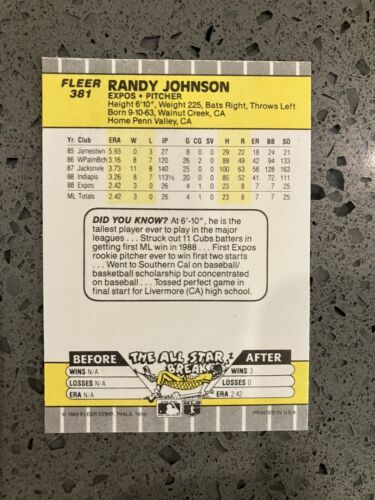 FLEER
381
RANDY JOHNSON
EXPOS • PITCHER
Height 6'10", Weight 225, Bats Right, Throws Left
Born 9-10-63, Walnut Creek, CA
Home Penn Valley, CA
Yr. Club ERA W L IP G CG SV H R ER BB SO
85 Jamestwn 5.93 0 3 27 8 0 0 29 22 18 24 21
86 WPalmBch 3.16 8 7 120 26 2 0 89 49 42 94 133
87 Jacksnvle 3.73 11 8 140 25 0 0 100 63 58 128 163
88 Indiapls 3.26 8 7 113⅓ 20 0 0 85 52 41 72 111
88 Expos 2.42 3 0 26 4 1 0 23 8 7 7 25
ML Totals 2.42 3 0 26 4 1 0 23 8 7 7 25
DID YOU KNOW? At 6'-10", he is the
tallest player ever to play in the major
leagues . . . Struck out 11 Cubs batters in
getting first ML win in 1988 . . . First Expos
rookie pitcher ever to win first two starts
. . . Went to Southern Cal on baseball/
basketball scholarship but concentrated
on baseball . . . Tossed perfect game in
final start for Livermore (CA) high school.
BEFORE THE ALL STAR BREAK AFTER
WINS N/A WINS 3
LOSSES N/A LOSSES 0
ERA N/A ERA 2.42
© 1989 FLEER CORP., PHILA. 19141
PRINTED IN U.S.A.